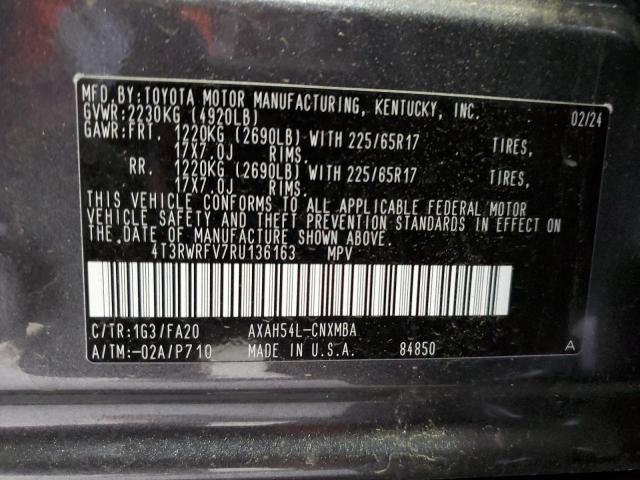 MFD.BY:TOYOTA MOTOR MANUFACTURING, KENTUCKY, INC.
GVWR:2230KG (4920LB) 02/24
GAWR:FRT. 1220KG (2690LB) WITH 225/65R17 TIRES,
17X7.0J RIMS.
RR. 1220KG (2690LB) WITH 225/65R17 TIRES,
17X7.0J RIMS.
THIS VEHICLE CONFORMS TO ALL APPLICABLE FEDERAL MOTOR
VEHICLE SAFETY AND THEFT PREVENTION STANDARDS IN EFFECT ON
THE DATE OF MANUFACTURE SHOWN ABOVE.
4T3RWRFV7RU136163 MPV
C/TR:1G3/FA20 AXAH54L-CNXMBA
A/TM:-02A/P710 MADE IN U.S.A. 84850 A